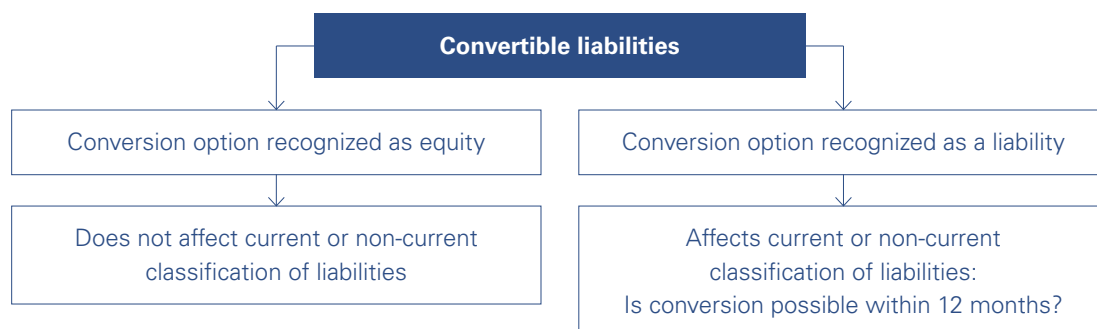 Convertible liabilities
Conversion option recognized as equity
Conversion option recognized as a liability
Does not affect current or non-current
classification of liabilities
Affects current or non-current
classification of liabilities:
Is conversion possible within 12 months?